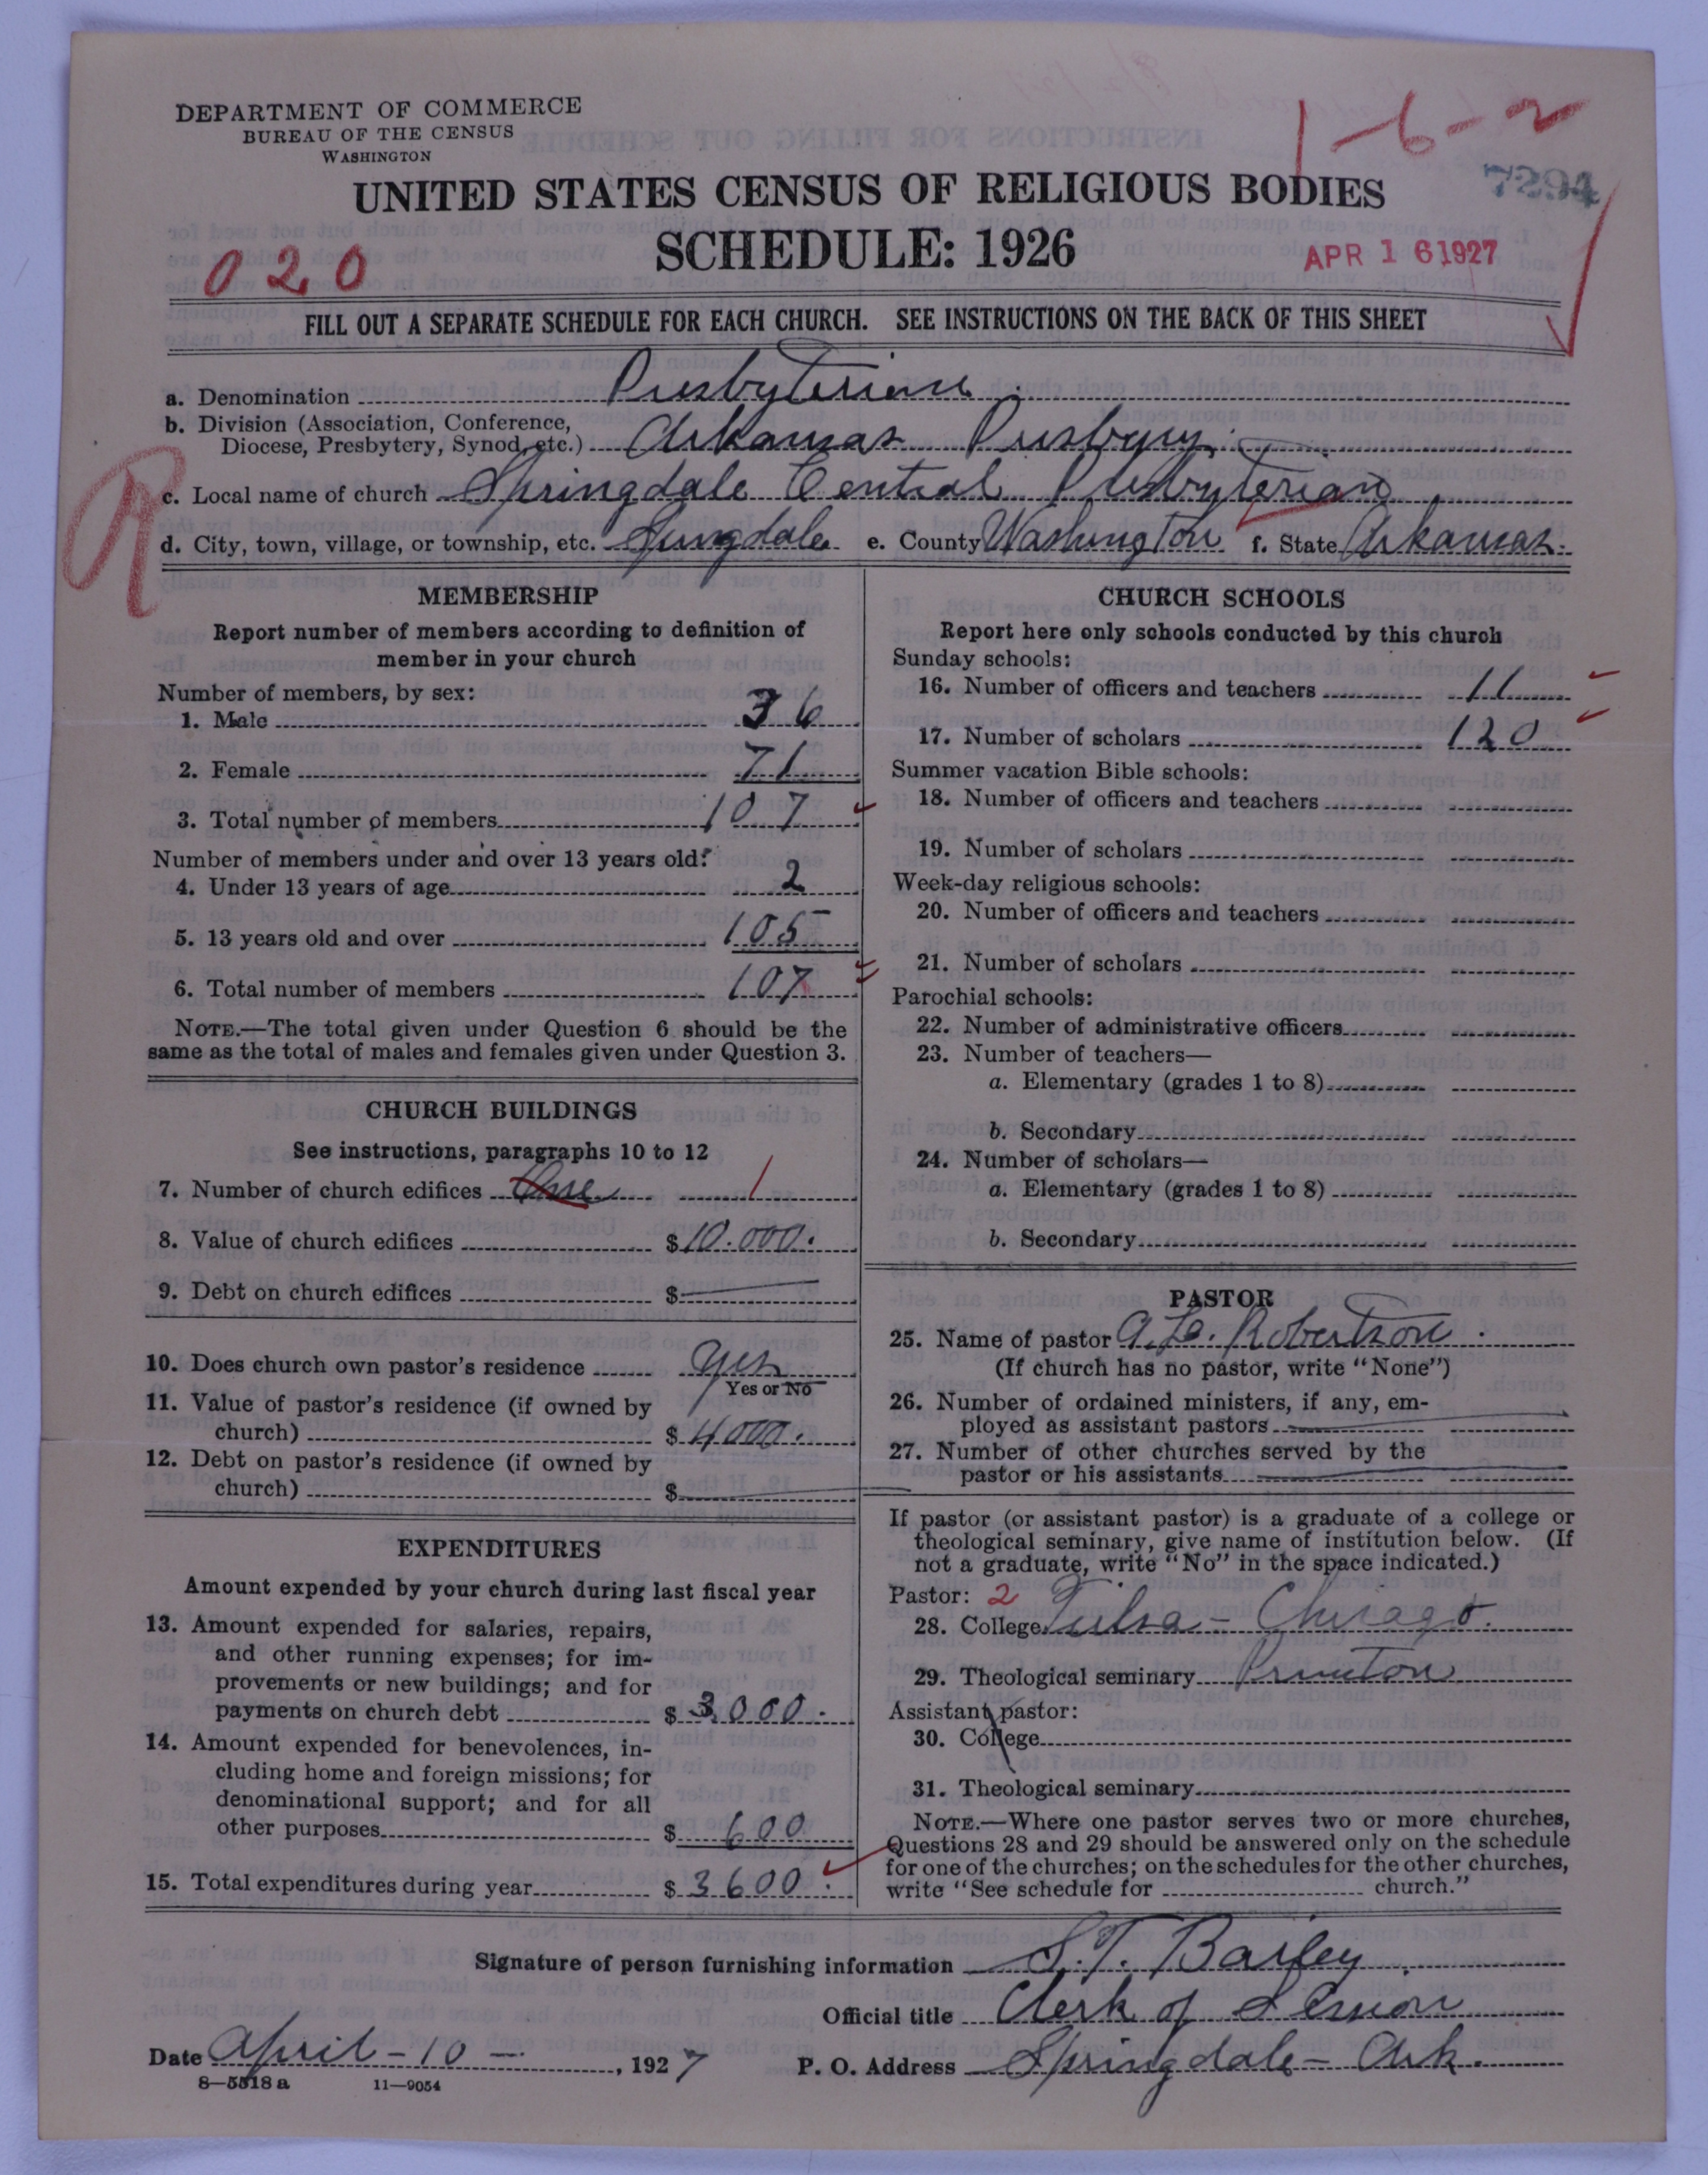 DEPARTMENT OF COMMERCE
BUREAU OF THE CENSUS
WASHINGTON
1-6-2
7294
UNITED STATES CENSUS OF RELIGIOUS BODIES
SCHEDULE: 1926
020
APR 16 1927
FILL OUT A SEPARATE SCHEDULE FOR EACH CHURCH. SEE INSTRUCTIONS ON THE BACK OF THIS SHEET
a. Denomination Presbyterian.
b. Division (Association, Conference,
Diocese, Presbytery, Synod, etc.) Arkansas Presbyry.
R
c. Local name of church Springdale Central Presbyterian
d. City, town, village, or township, etc. Springdale e. County Washington f. State Arkansas.
MEMBERSHIP
Report number of members according to definition of
member in your church
Number of members, by sex:
1. Male 36
2. Female 71
3. Total number of members 107
Number of members under and over 13 years old:
4. Under 13 years of age 2
5. 13 years old and over 105
6. Total number of members 107
NOTE.—The total given under Question 6 should be the
same as the total of males and females given under Question 3.
CHURCH BUILDINGS
See instructions, paragraphs 10 to 12
7. Number of church edifices One 1
8. Value of church edifices $10.000.
9. Debt on church edifices $
10. Does church own pastor's residence Yes
Yes or No
11. Value of pastor's residence (if owned by
church) $4000.
12. Debt on pastor's residence (if owned by
church) $
EXPENDITURES
Amount expended by your church during last fiscal year
13. Amount expended for salaries, repairs,
and other running expenses; for im-
provements or new buildings; and for
payments on church debt $3,000.
14. Amount expended for benevolences, in-
cluding home and foreign missions; for
denominational support; and for all
other purposes $600
15. Total expenditures during year $3600.
CHURCH SCHOOLS
Report here only schools conducted by this church
Sunday schools:
16. Number of officers and teachers 11
17. Number of scholars 120
Summer vacation Bible schools:
18. Number of officers and teachers
19. Number of scholars
Week-day religious schools:
20. Number of officers and teachers
21. Number of scholars
Parochial schools:
22. Number of administrative officers
23. Number of teachers—
a. Elementary (grades 1 to 8)
b. Secondary
24. Number of scholars—
a. Elementary (grades 1 to 8)
b. Secondary
PASTOR
25. Name of pastor Robertson.
(If church has no pastor, write "None")
26. Number of ordained ministers, if any, em-
ployed as assistant pastors
27. Number of other churches served by the
pastor or his assistants
If pastor (or assistant pastor) is a graduate of a college or
theological seminary, give name of institution below. (If
not a graduate, write "No" in the space indicated.)
Pastor: 2
28. College Tulsa - Chicago.
29. Theological seminary Princeton
Assistant pastor:
30. College
31. Theological seminary
NOTE.—Where one pastor serves two or more churches,
Questions 28 and 29 should be answered only on the schedule
for one of the churches; on the schedules for the other churches,
write "See schedule for church."
Signature of person furnishing information S.T. Bailey
Official title Clerk of Session
Date April - 10 -, 1927 P. O. Address Springdale - Ark.
8-5518a 11-9054